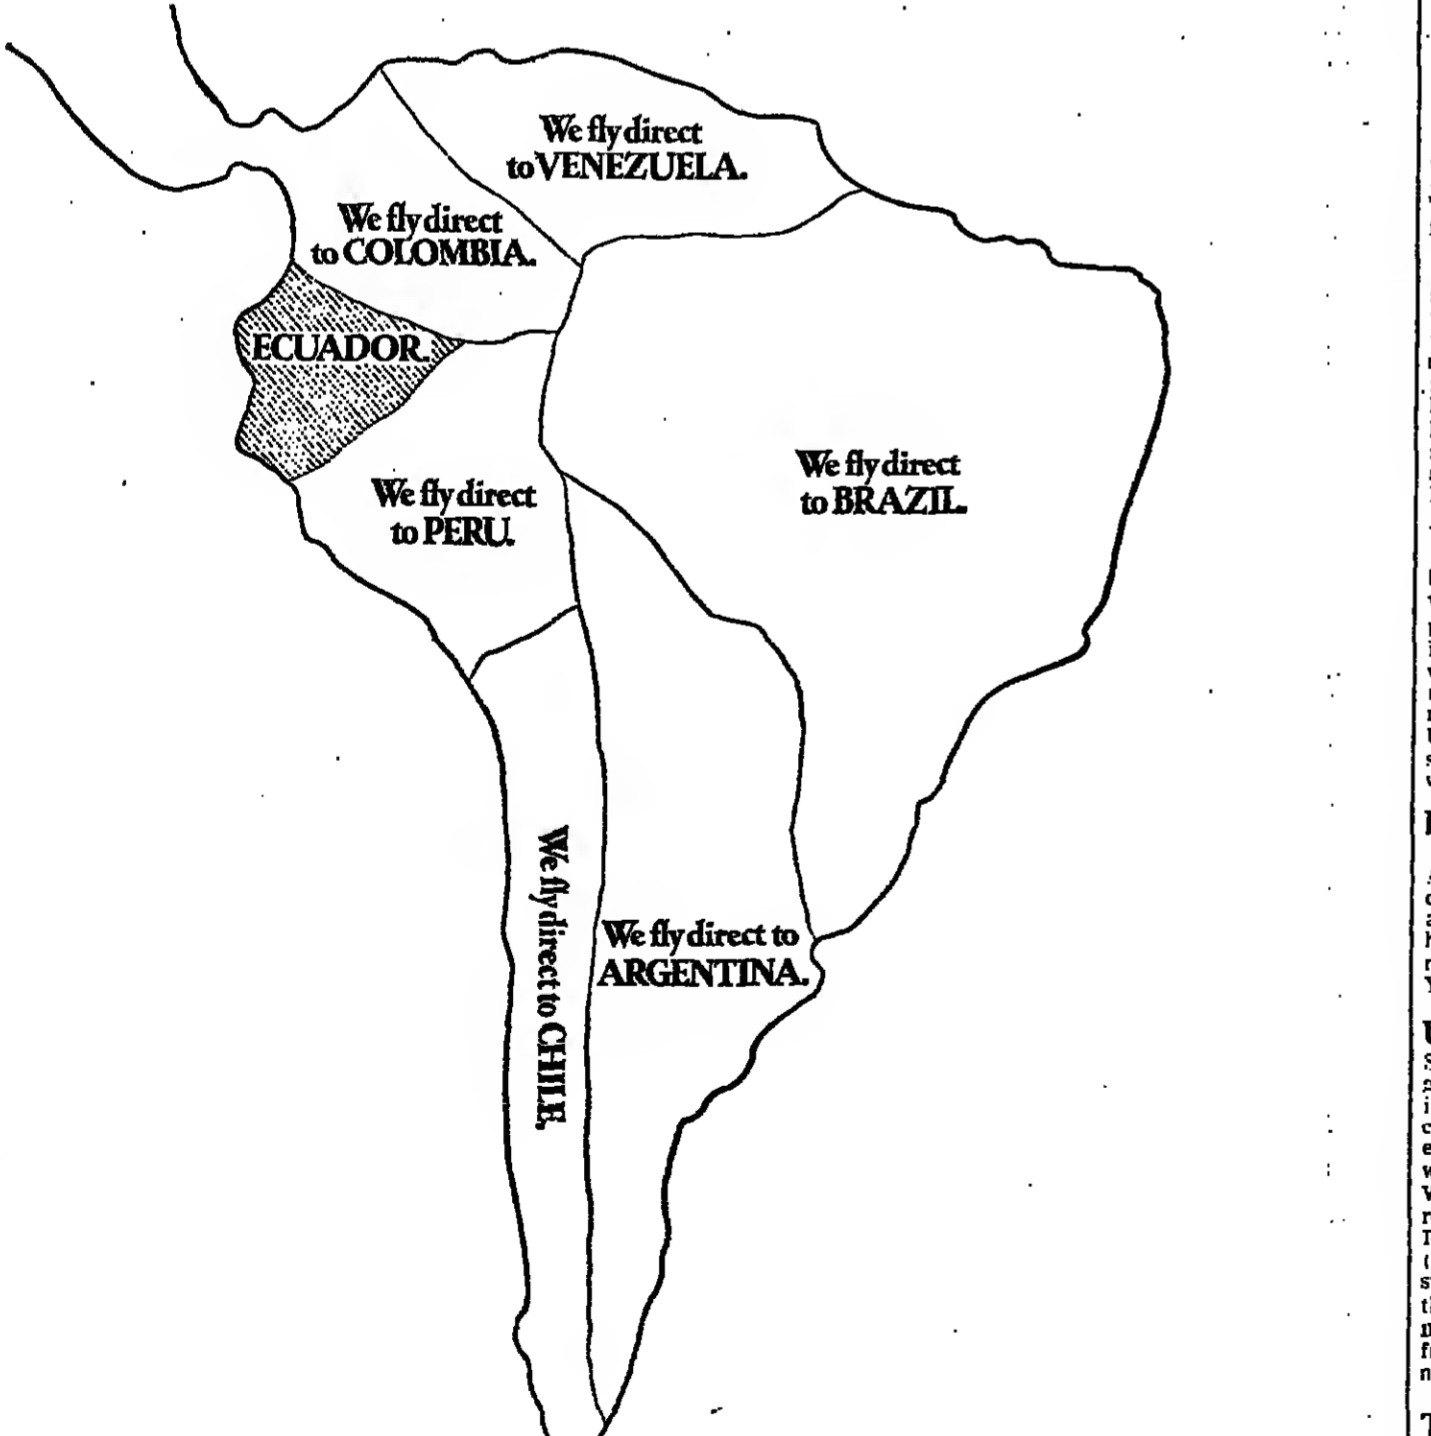 We fly direct
to VENEZUELA.
We fly direct
to COLOMBIA.
ECUADOR.
We fly direct
to PERU.
We fly direct
to BRAZIL.
We fly direct to CHILE,
We fly direct to
ARGENTINA.